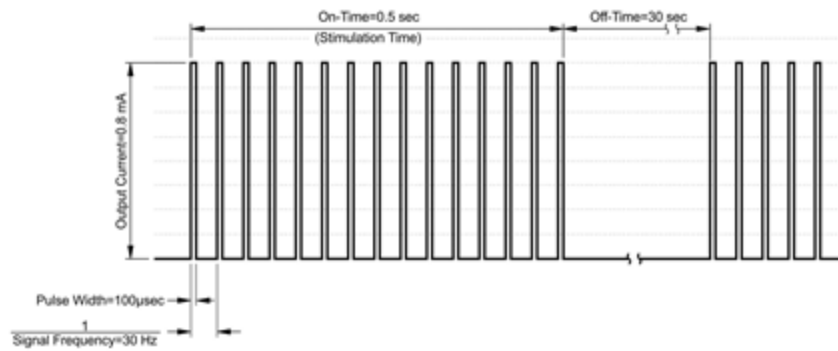 On-Time=0.5 sec
(Stimulation Time)
Off-Time=30 sec
Output Current=0.8 mA
Pulse Width=100µsec
1
Signal Frequency=30 Hz